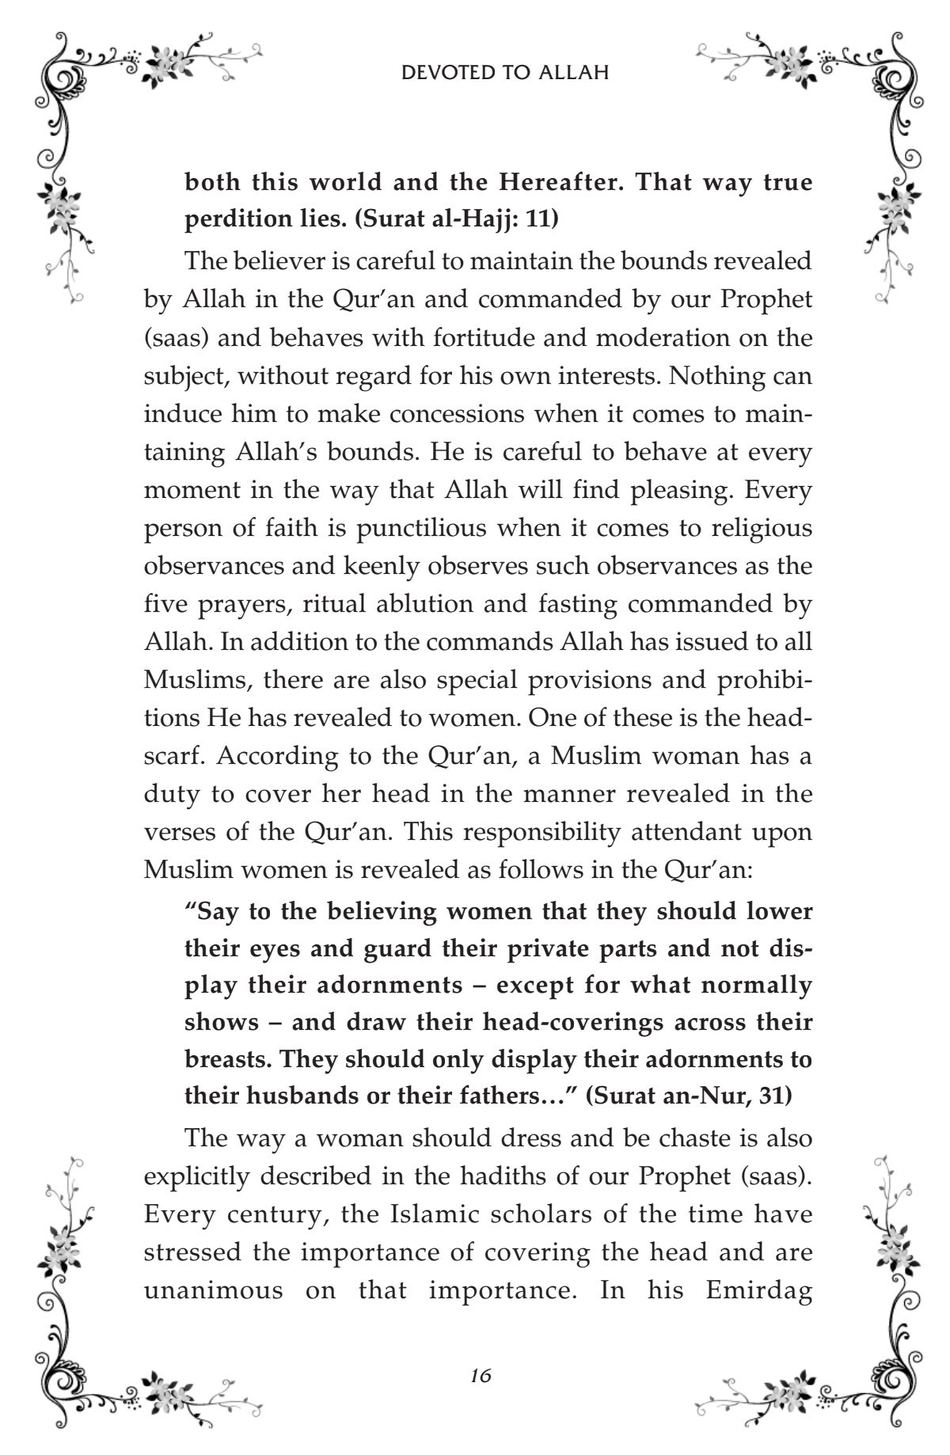 DEVOTED TO ALLAH
both this world and the Hereafter. That way true
perdition lies. (Surat al-Hajj: 11)
The believer is careful to maintain the bounds revealed
by Allah in the Qur’an and commanded by our Prophet
(saas) and behaves with fortitude and moderation on the
subject, without regard for his own interests. Nothing can
induce him to make concessions when it comes to main-
taining Allah’s bounds. He is careful to behave at every
moment in the way that Allah will find pleasing. Every
person of faith is punctilious when it comes to religious
observances and keenly observes such observances as the
five prayers, ritual ablution and fasting commanded by
Allah. In addition to the commands Allah has issued to all
Muslims, there are also special provisions and prohibi-
tions He has revealed to women. One of these is the head-
scarf. According to the Qur’an, a Muslim woman has a
duty to cover her head in the manner revealed in the
verses of the Qur’an. This responsibility attendant upon
Muslim women is revealed as follows in the Qur’an:
“Say to the believing women that they should lower
their eyes and guard their private parts and not dis-
play their adornments – except for what normally
shows – and draw their head-coverings across their
breasts. They should only display their adornments to
their husbands or their fathers…” (Surat an-Nur, 31)
The way a woman should dress and be chaste is also
explicitly described in the hadiths of our Prophet (saas).
Every century, the Islamic scholars of the time have
stressed the importance of covering the head and are
unanimous on that importance. In his Emirdag
16